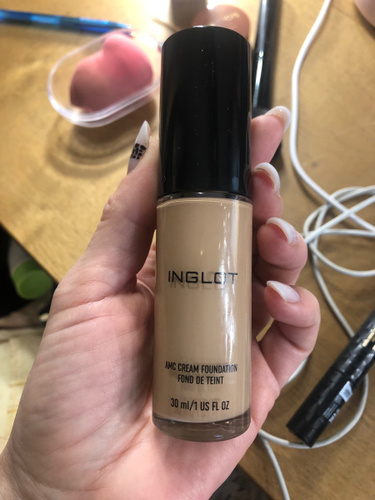 INGLOT
AMC CREAM FOUNDATION
FOND DE TEINT
30 ml/1 US FL OZ